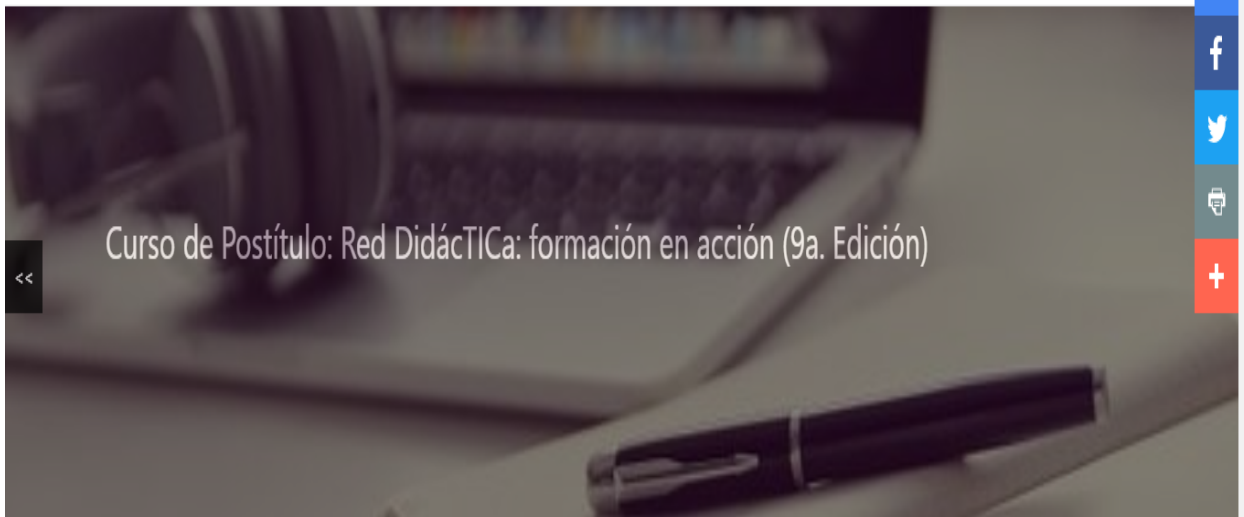 Curso de Postítulo: Red DidácTICa: formación en acción (9a. Edición)
<<